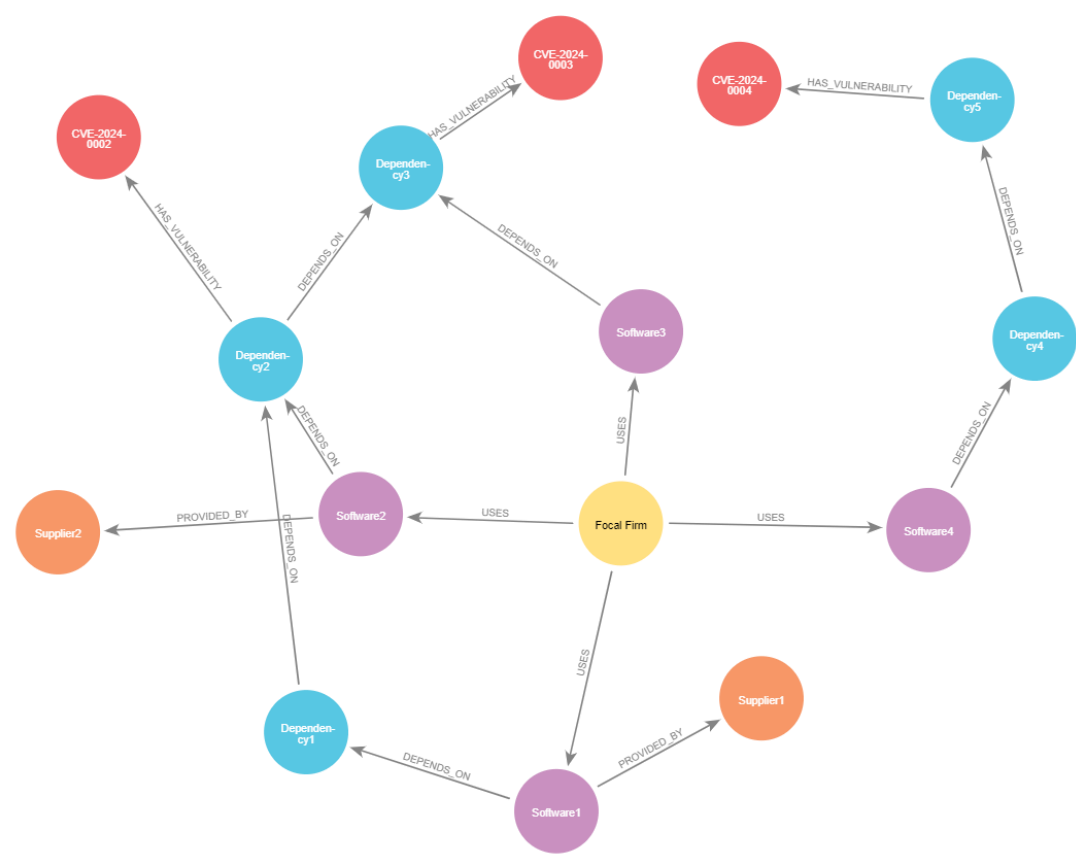 CVE-2024-
0003
CVE-2024-
0004
HAS_VULNERABILITY
Dependen-
cy5
HAS_VULNERABILITY
CVE-2024-
0002
Dependen-
cy3
HAS_VULNERABILITY
DEPENDS_ON
DEPENDS_ON
DEPENDS_ON
Software3
Dependen-
cy4
Dependen-
cy2
DEPENDS_ON
USES
DEPENDS_ON
Supplier2
PROVIDED_BY
Software2
USES
Focal Firm
USES
Software4
DEPENDS_ON
USES
Supplier1
Dependen-
cy1
DEPENDS_ON
PROVIDED_BY
Software1